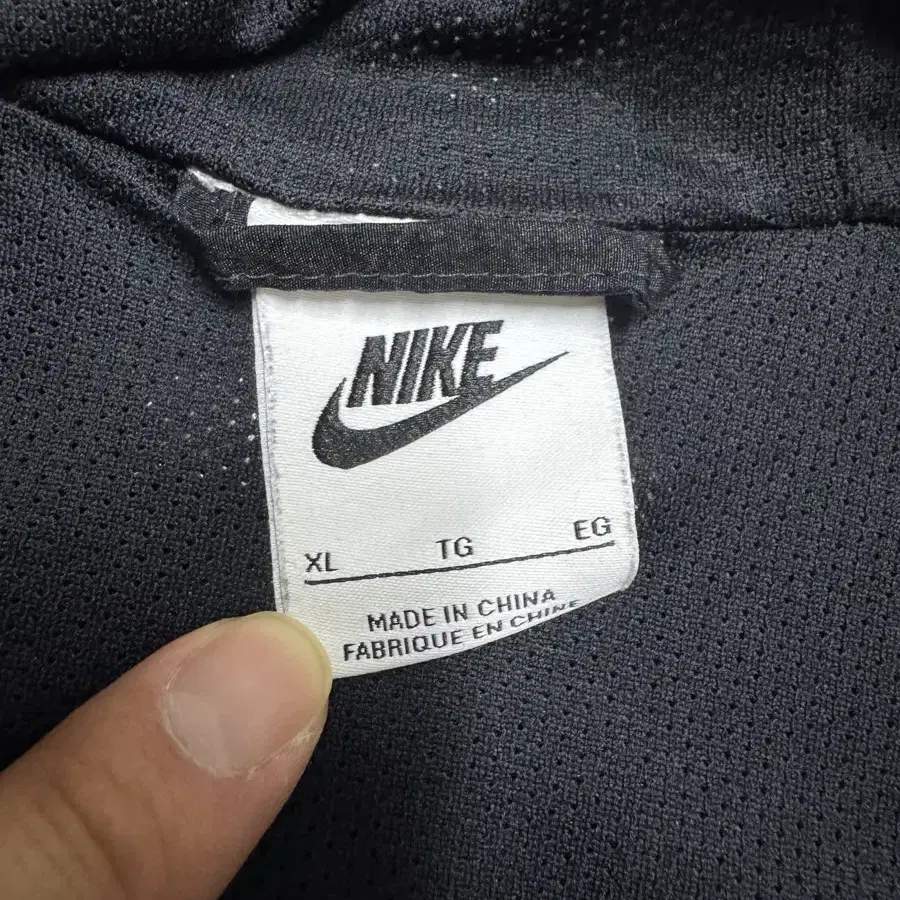 NIKE
XL TG EG
MADE IN CHINA
FABRIQUE EN CHINE